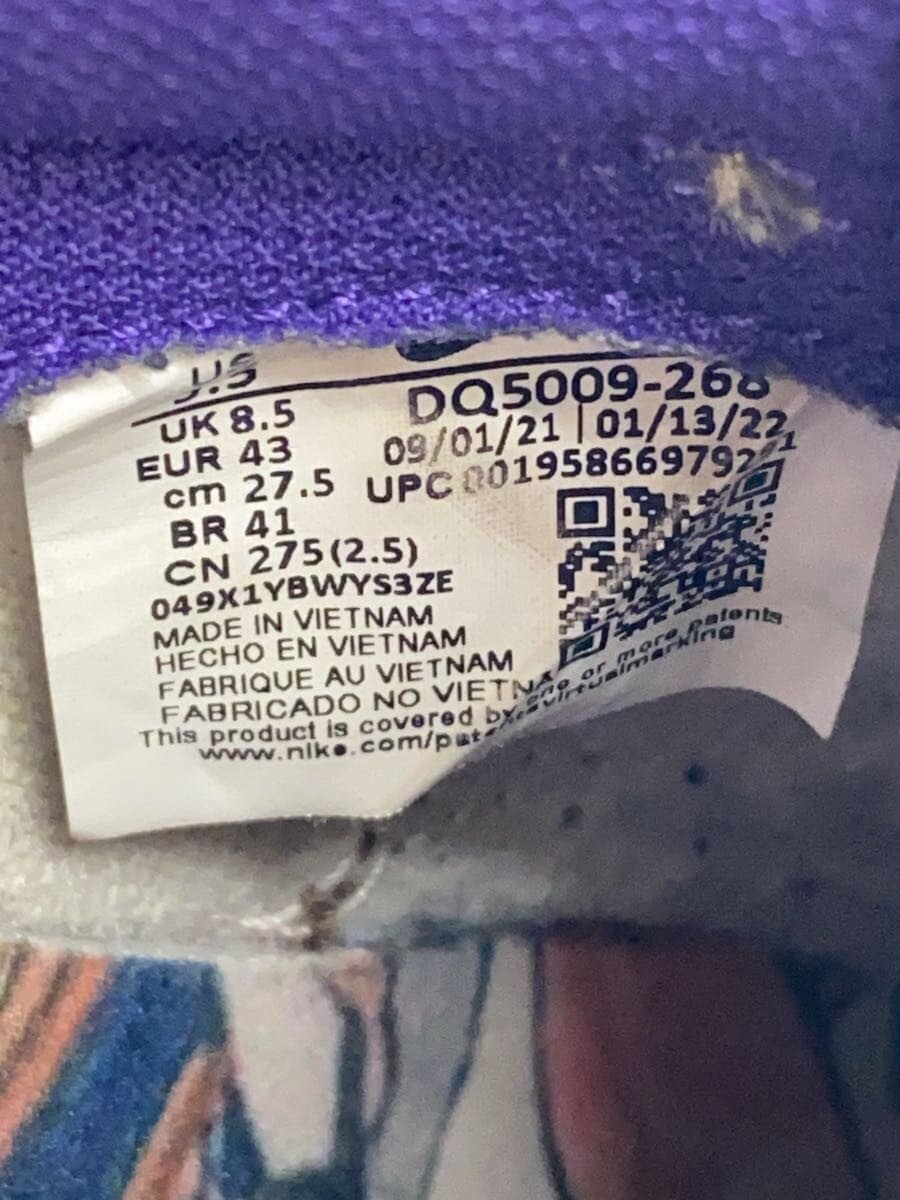 UK 8.5
EUR 43
cm 27.5
BR 41
CN 275(2.5)
049X1YBWYS3ZE
MADE IN VIETNAM
HECHO EN VIETNAM
FABRIQUE AU VIETNAM
FABRICADO NO
This product is covered by one or more patents
www.nike.com
DQ5009-268
09/01/21 | 01/13/22
UPC